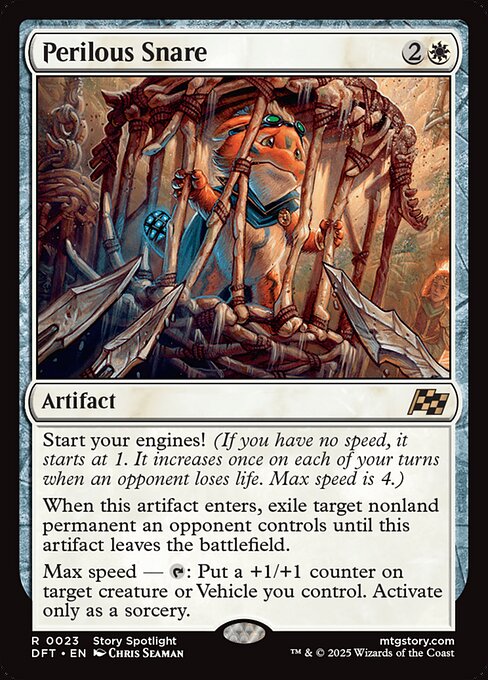 Perilous Snare 2
Artifact
Start your engines! (If you have no speed, it
starts at 1. It increases once on each of your turns
when an opponent loses life. Max speed is 4.)
When this artifact enters, exile target nonland
permanent an opponent controls until this
artifact leaves the battlefield.
Max speed — : Put a +1/+1 counter on
target creature or Vehicle you control. Activate
only as a sorcery.
R 0023 Story Spotlight mtgstory.com
DFT • EN Chris Seaman ™ & © 2025 Wizards of the Coast